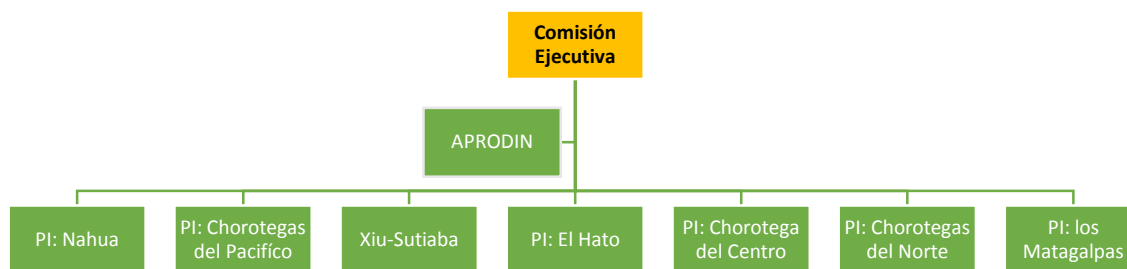 Comisión
Ejecutiva
APRODIN
PI: Nahua
PI: Chorotegas
del Pacifíco
Xiu-Sutiaba
PI: El Hato
PI: Chorotega
del Centro
PI: Chorotegas
del Norte
PI: los
Matagalpas